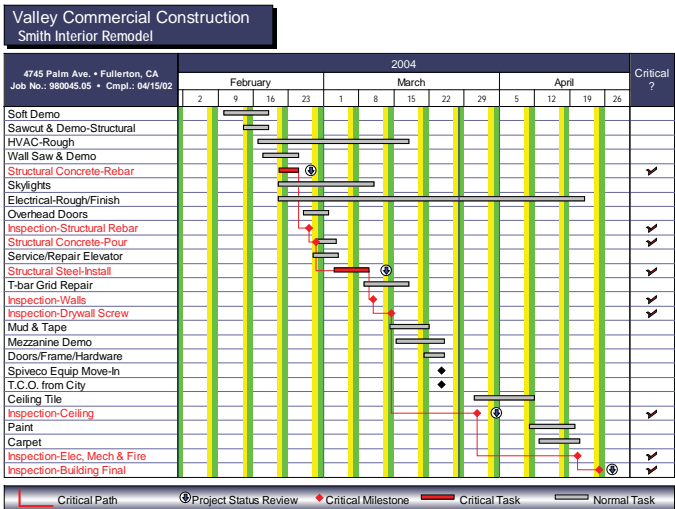 Valley Commercial Construction
Smith Interior Remodel
4745 Palm Ave. • Fullerton, CA
Job No.: 980045.05 • Cmpl.: 04/15/02
2004
Critical
?
February March April
2 9 16 23 1 8 15 22 29 5 12 19 26
Soft Demo
Sawcut & Demo-Structural
HVAC-Rough
Wall Saw & Demo
Structural Concrete-Rebar
Skylights
Electrical-Rough/Finish
Overhead Doors
Inspection-Structural Rebar
Structural Concrete-Pour
Service/Repair Elevator
Structural Steel-Install
T-bar Grid Repair
Inspection-Walls
Inspection-Drywall Screw
Mud & Tape
Mezzanine Demo
Doors/Frame/Hardware
Spiveco Equip Move-In
T.C.O. from City
Ceiling Tile
Inspection-Ceiling
Paint
Carpet
Inspection-Elec, Mech & Fire
Inspection-Building Final
Critical Path Project Status Review Critical Milestone Critical Task Normal Task